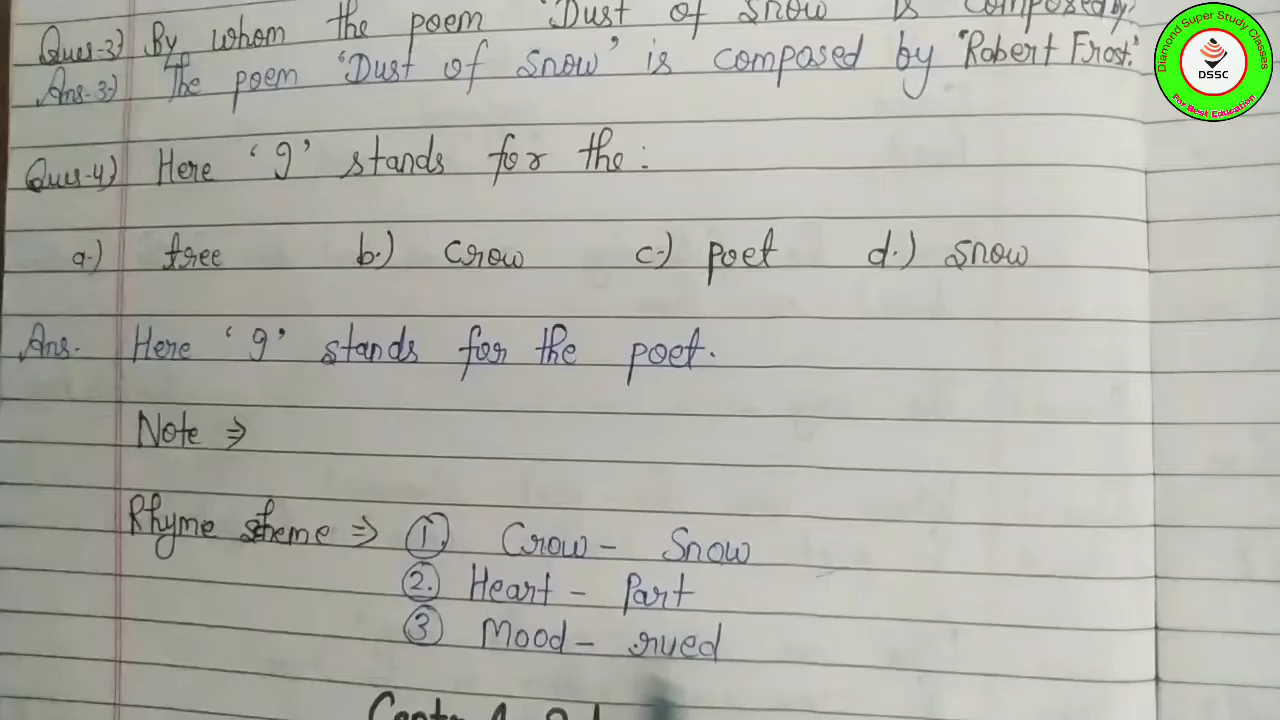 Ques-3) By whom the poem 'Dust of Snow is composed by
Ans-3) The poem 'Dust of Snow' is composed by 'Robert Frost.'
Ques-4) Here 'I' stands for the:
a.) tree b.) crow c.) poet d.) snow
Ans. Here 'I' stands for the poet.
Note ⇒
Rhyme scheme ⇒ ①. Crow - Snow
②. Heart - Part
③ Mood - rued
Diamond Super Study Classes
DSSC
For Best Education